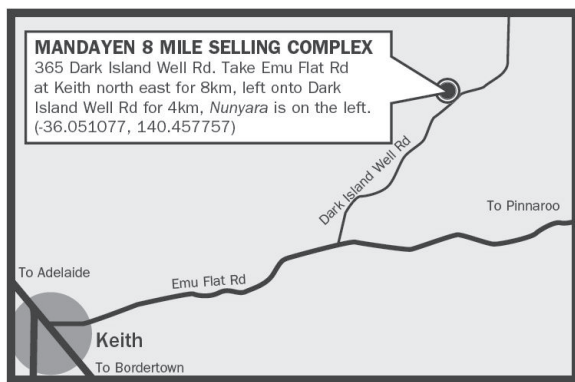 MANDAYEN 8 MILE SELLING COMPLEX
365 Dark Island Well Rd. Take Emu Flat Rd
at Keith north east for 8km, left onto Dark
Island Well Rd for 4km, Nunyara is on the left.
(-36.051077, 140.457757)
Dark Island Well Rd
To Pinnaroo
To Adelaide
Emu Flat Rd
Keith
To Bordertown